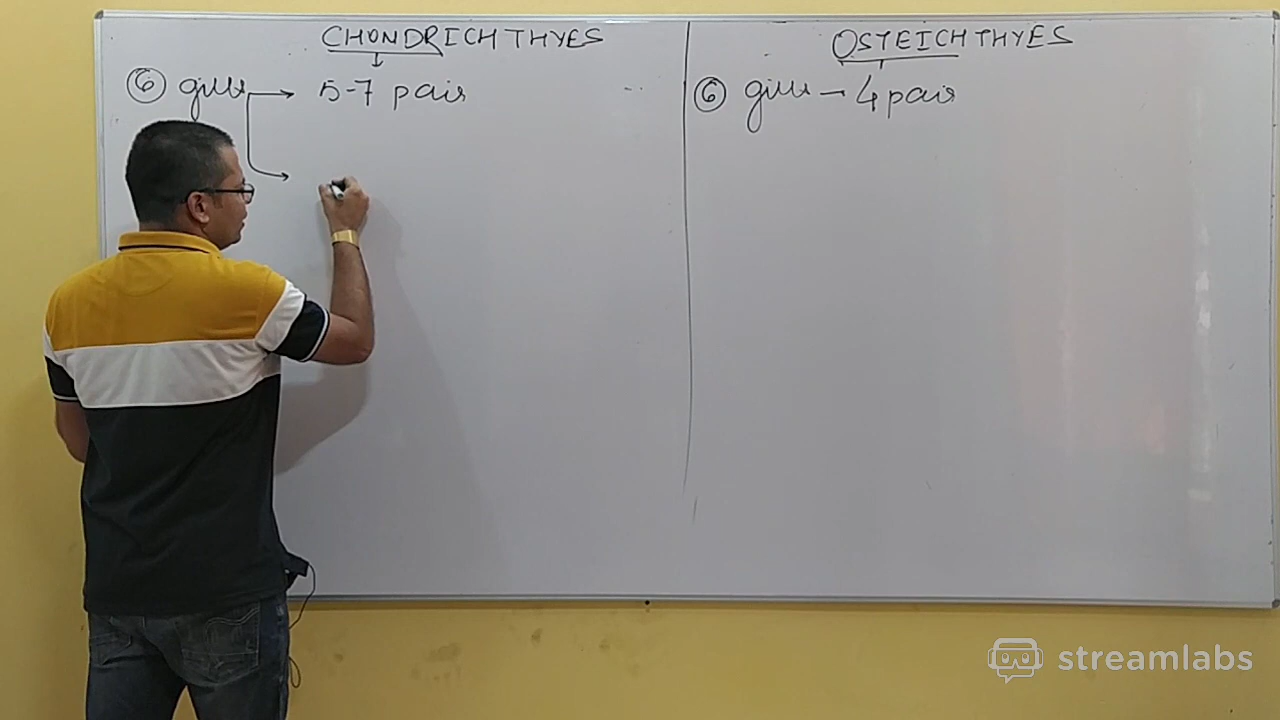 CHONDRICHTHYES
⑥ gills → 5-7 pair
OSTEICHTHYES
⑥ gills - 4 pair
streamlabs